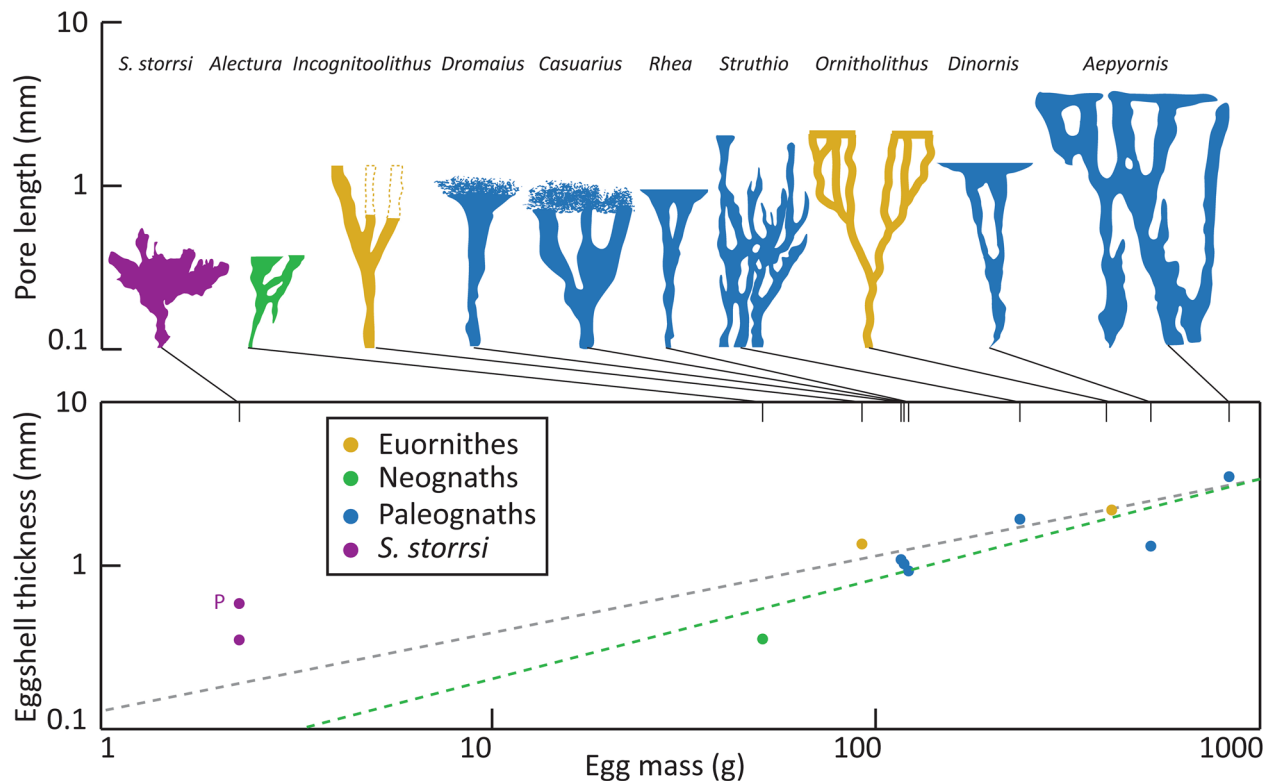 10
S. storrsi Alectura Incognitoolithus Dromaius Casuarius Rhea Struthio Ornitholithus Dinornis Aepyornis
Pore length (mm)
1
0.1
10
Eggshell thickness (mm)
Euornithes
Neognaths
Paleognaths
S. storrsi
1
P
0.1
1 10 100 1000
Egg mass (g)